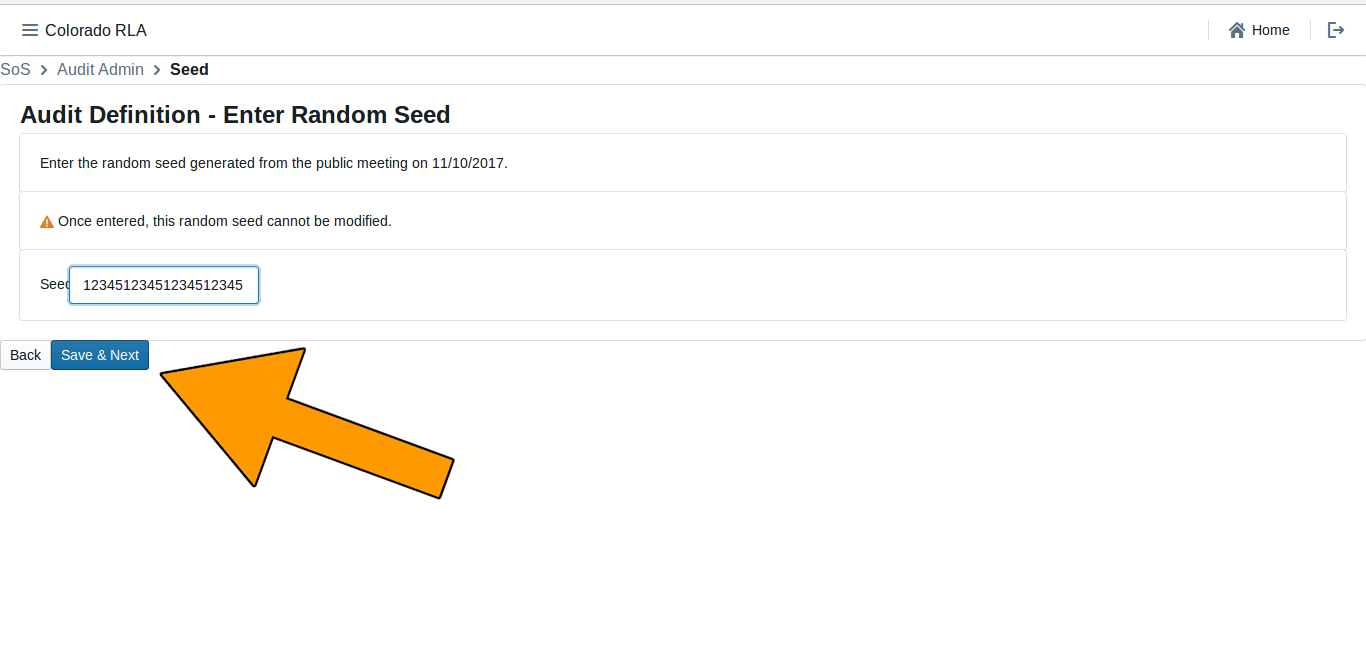 Colorado RLA
Home
SoS > Audit Admin > Seed
Audit Definition - Enter Random Seed
Enter the random seed generated from the public meeting on 11/10/2017.
Once entered, this random seed cannot be modified.
Seed 12345123451234512345
Back Save & Next